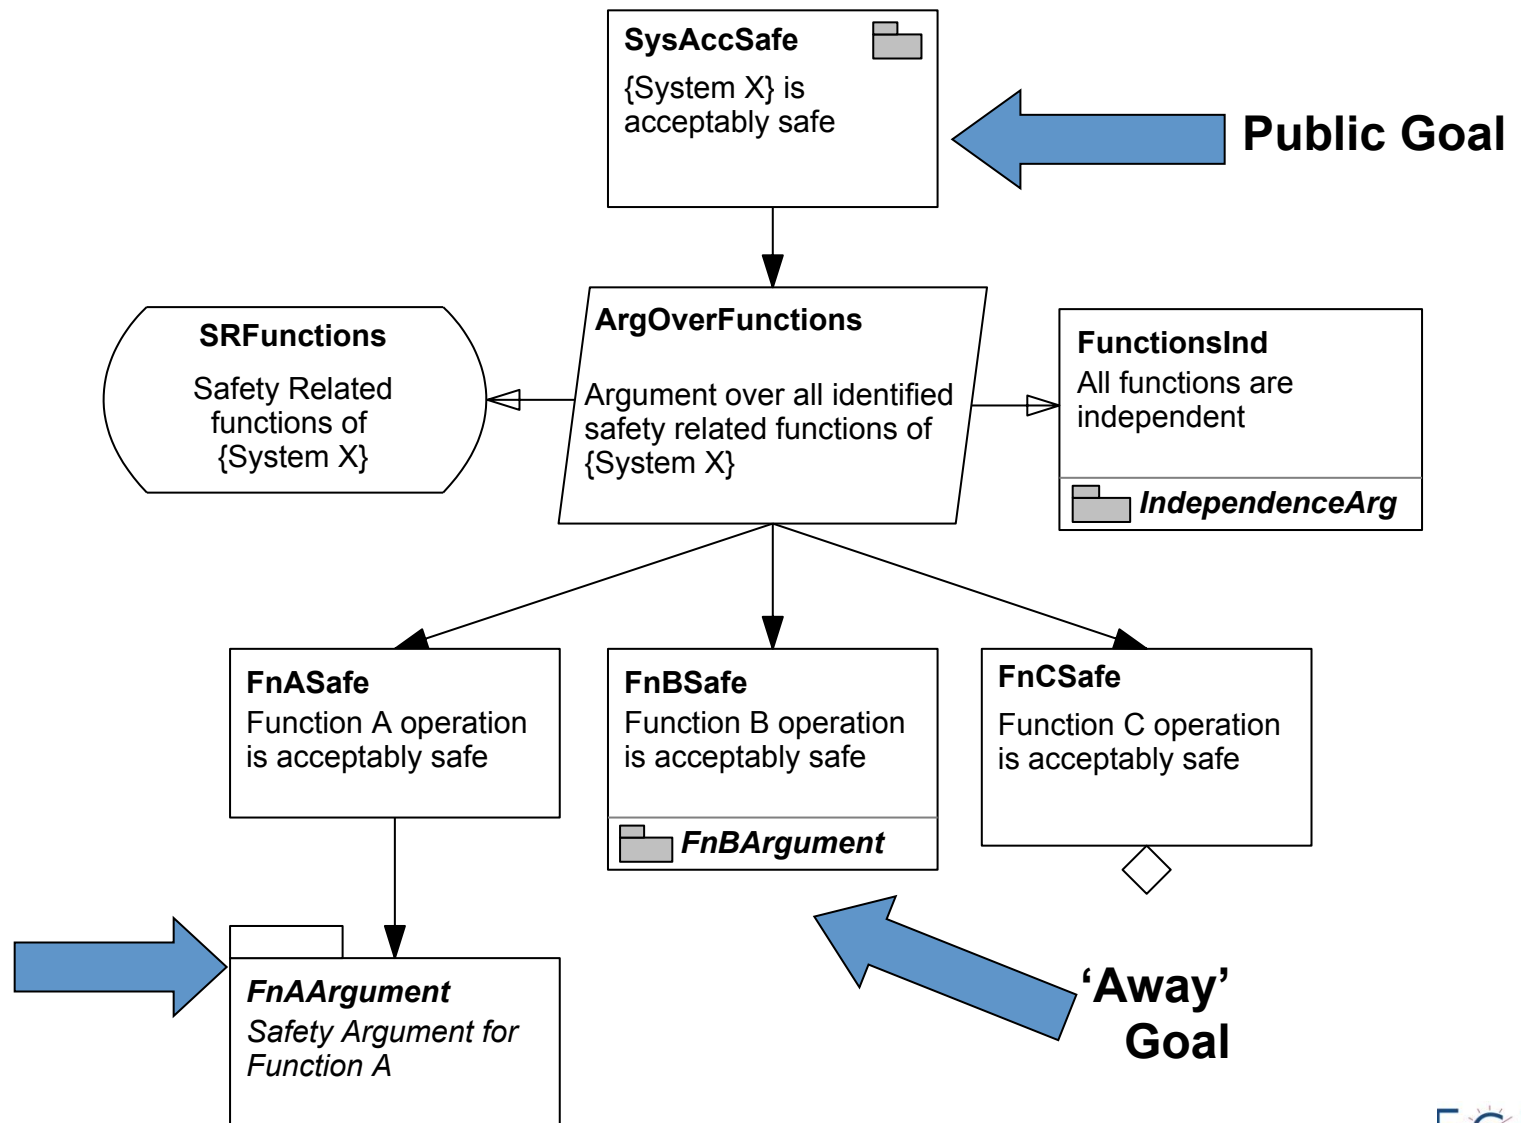 SysAccSafe
{System X} is
acceptably safe
Public Goal
SRFunctions
Safety Related
functions of
{System X}
ArgOverFunctions
Argument over all identified
safety related functions of
{System X}
FunctionsInd
All functions are
independent
IndependenceArg
FnASafe
Function A operation
is acceptably safe
FnBSafe
Function B operation
is acceptably safe
FnBArgument
FnCSafe
Function C operation
is acceptably safe
FnAArgument
Safety Argument for
Function A
‘Away’
Goal